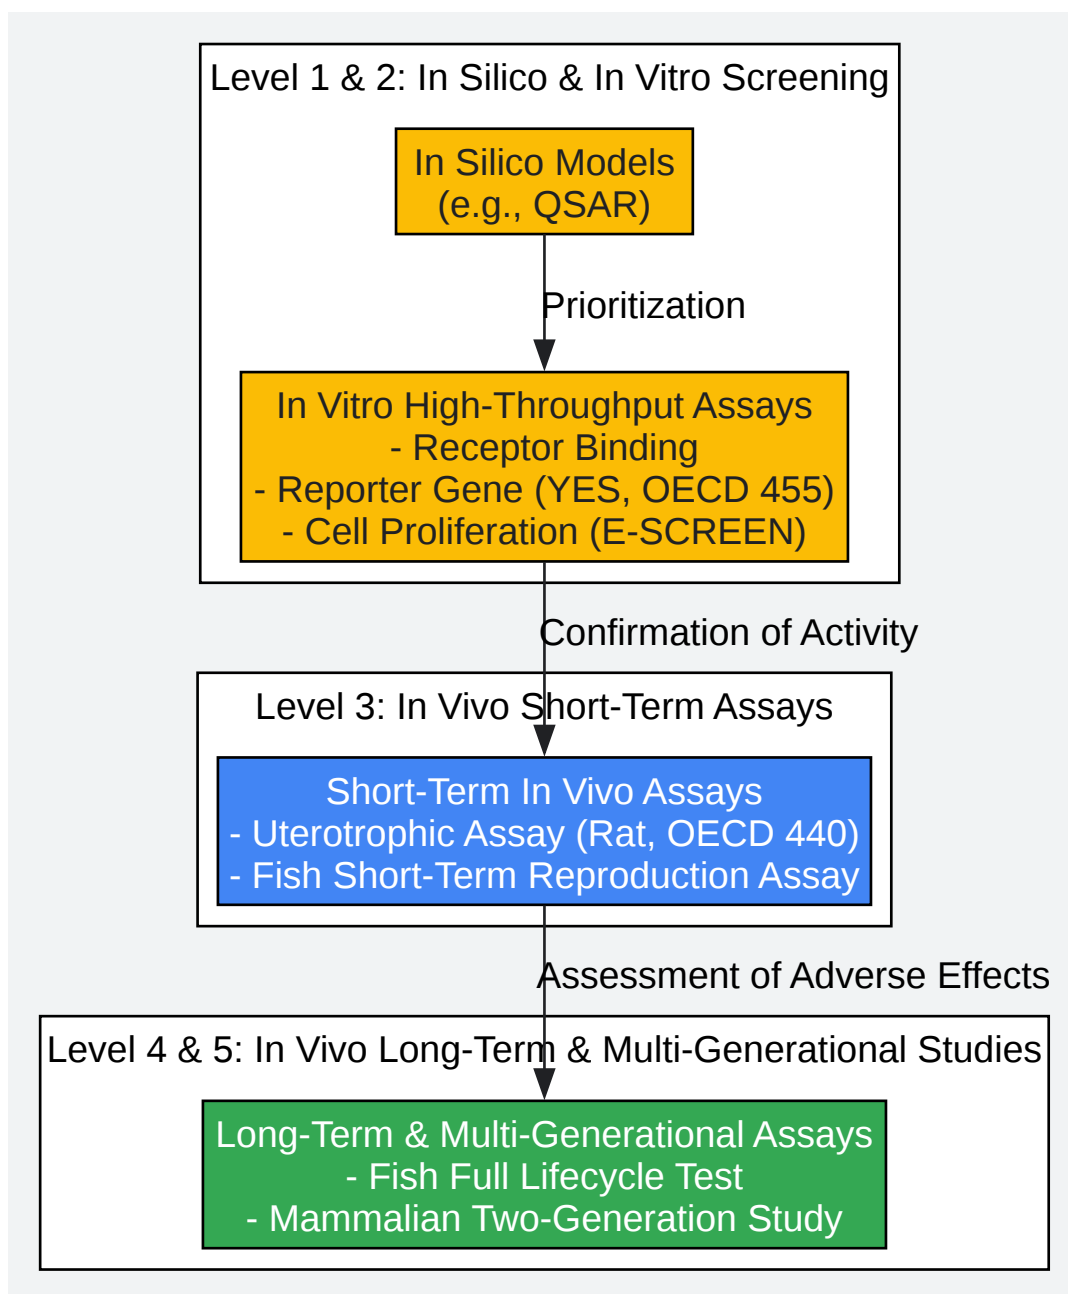 Level 1 & 2: In Silico & In Vitro Screening
In Silico Models
(e.g., QSAR)
Prioritization
In Vitro High-Throughput Assays
- Receptor Binding
- Reporter Gene (YES, OECD 455)
- Cell Proliferation (E-SCREEN)
Confirmation of Activity
Level 3: In Vivo Short-Term Assays
Short-Term In Vivo Assays
- Uterotrophic Assay (Rat, OECD 440)
- Fish Short-Term Reproduction Assay
Assessment of Adverse Effects
Level 4 & 5: In Vivo Long-Term & Multi-Generational Studies
Long-Term & Multi-Generational Assays
- Fish Full Lifecycle Test
- Mammalian Two-Generation Study